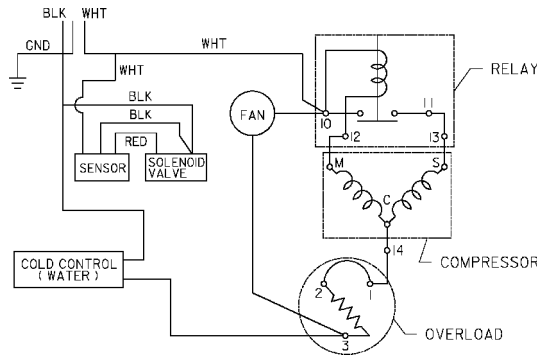 BLK WHT
GND
WHT
WHT
RELAY
BLK
BLK
RED
FAN
10
11
12
13
SENSOR
SOLENOID
VALVE
M
S
C
14
COMPRESSOR
COLD CONTROL
(WATER)
2
1
3
OVERLOAD